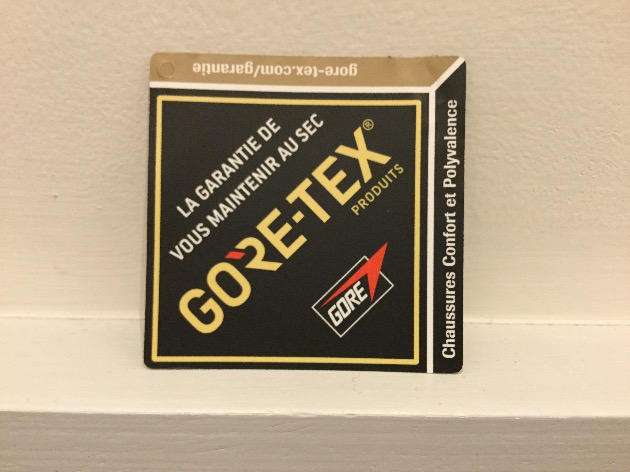 gore-tex.com/garantie
LA GARANTIE DE
VOUS MAINTENIR AU SEC
GORE-TEX®
PRODUITS
GORE
Chaussures Confort et Polyvalence